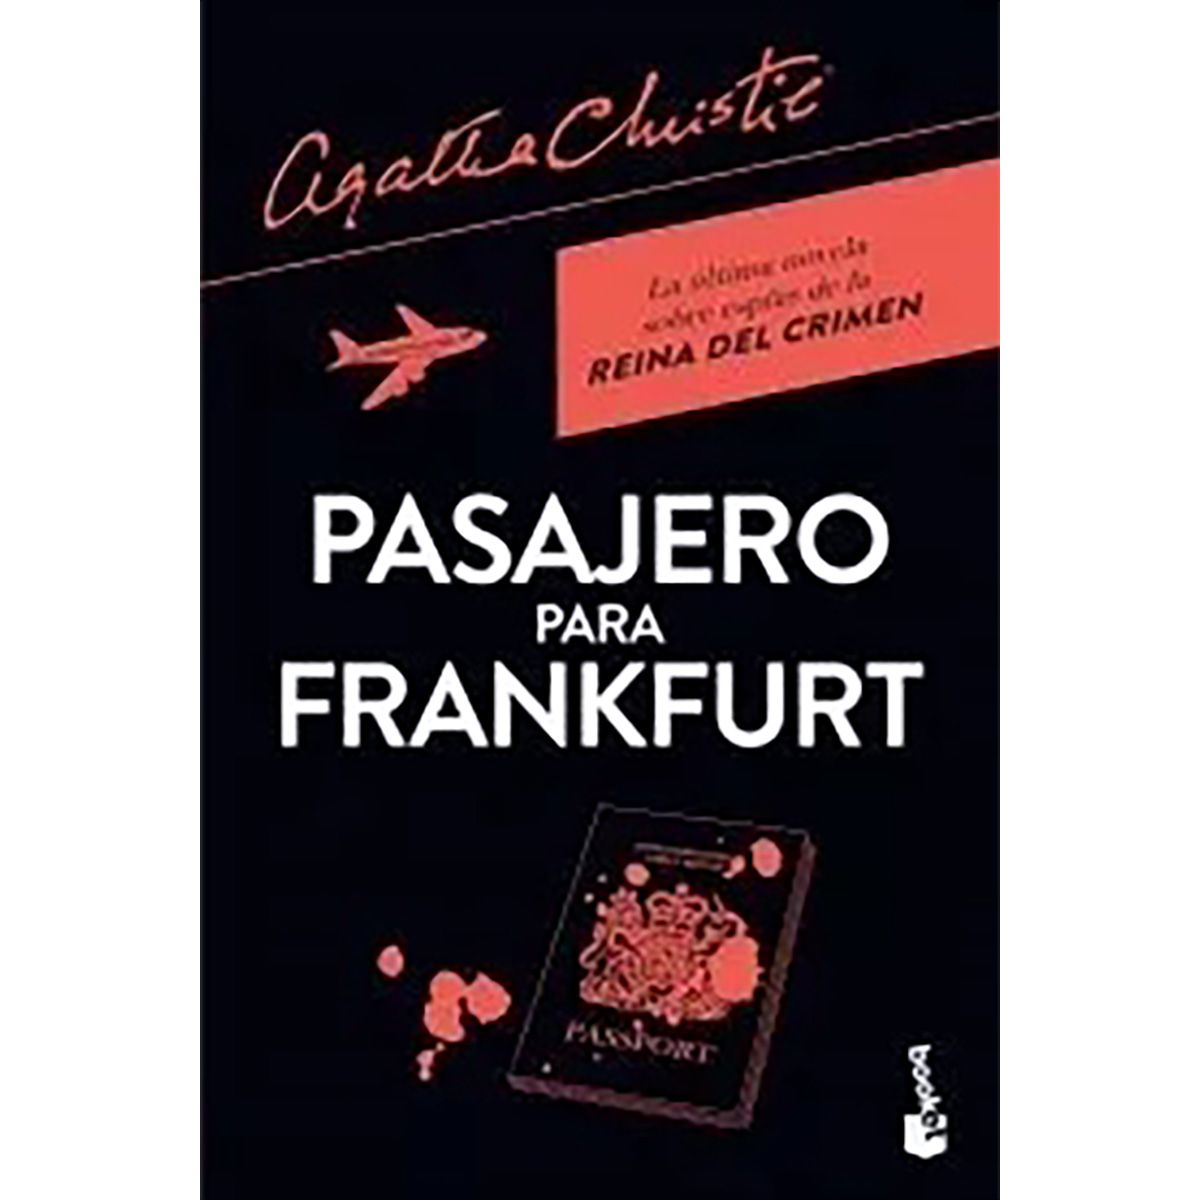 Agatha Christie
La última novela
sobre espías de la
REINA DEL CRIMEN
PASAJERO
PARA
FRANKFURT
PASSPORT
booket